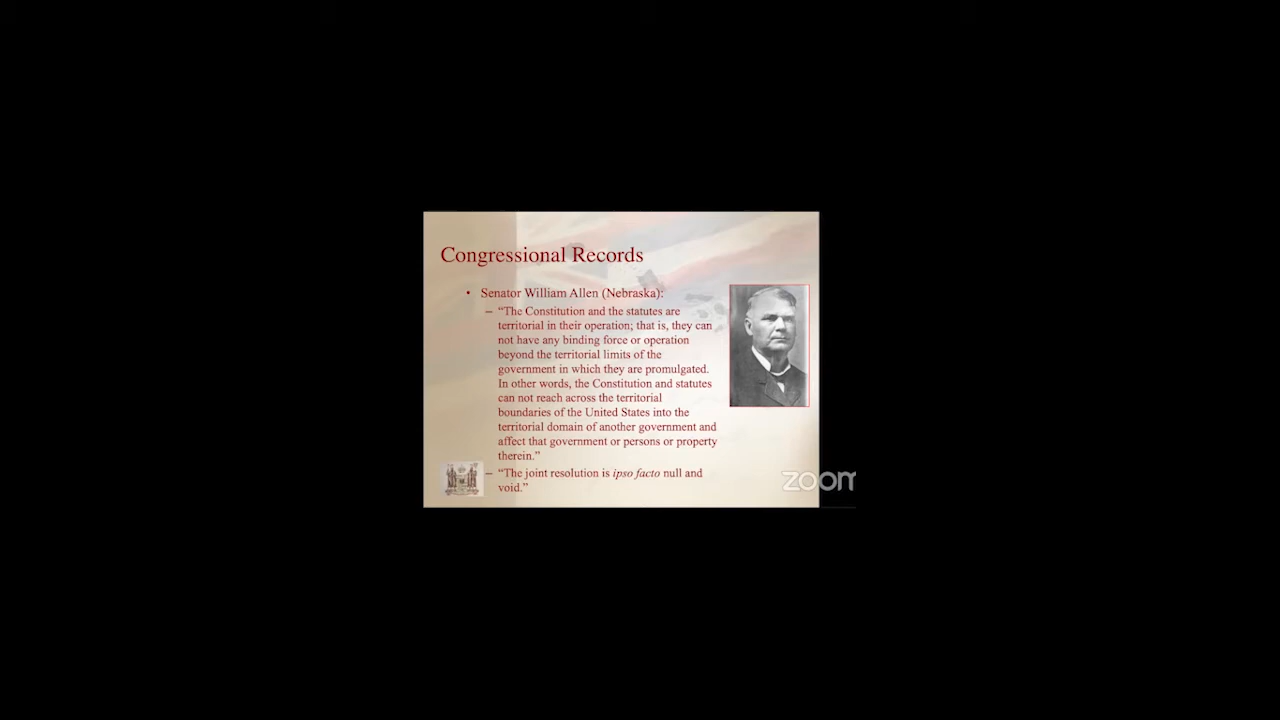 Congressional Records
• Senator William Allen (Nebraska):
– “The Constitution and the statutes are
territorial in their operation; that is, they can
not have any binding force or operation
beyond the territorial limits of the
government in which they are promulgated.
In other words, the Constitution and statutes
can not reach across the territorial
boundaries of the United States into the
territorial domain of another government and
affect that government or persons or property
therein.”
– “The joint resolution is ipso facto null and
void.”
zoom